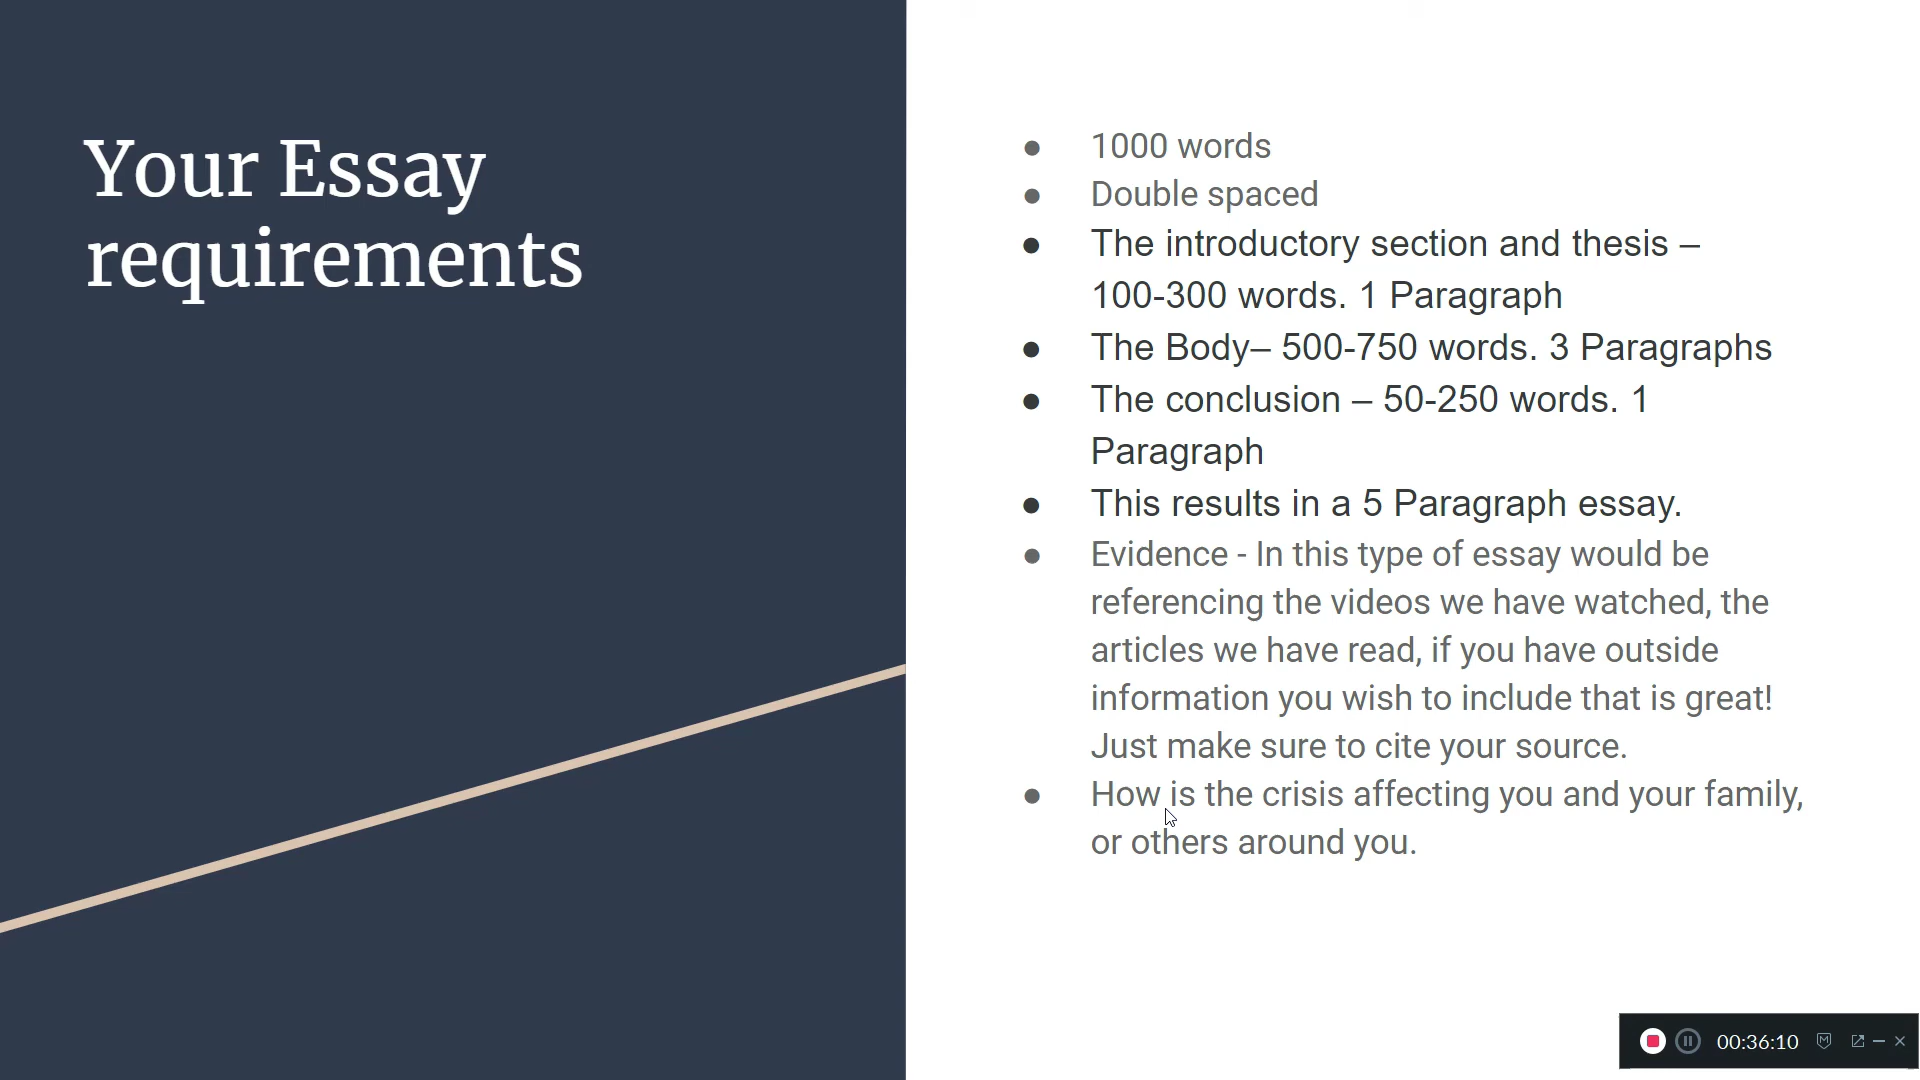 Your Essay
requirements
● 1000 words
● Double spaced
● The introductory section and thesis –
100-300 words. 1 Paragraph
● The Body– 500-750 words. 3 Paragraphs
● The conclusion – 50-250 words. 1
Paragraph
● This results in a 5 Paragraph essay.
● Evidence - In this type of essay would be
referencing the videos we have watched, the
articles we have read, if you have outside
information you wish to include that is great!
Just make sure to cite your source.
● How is the crisis affecting you and your family,
or others around you.
00:36:10